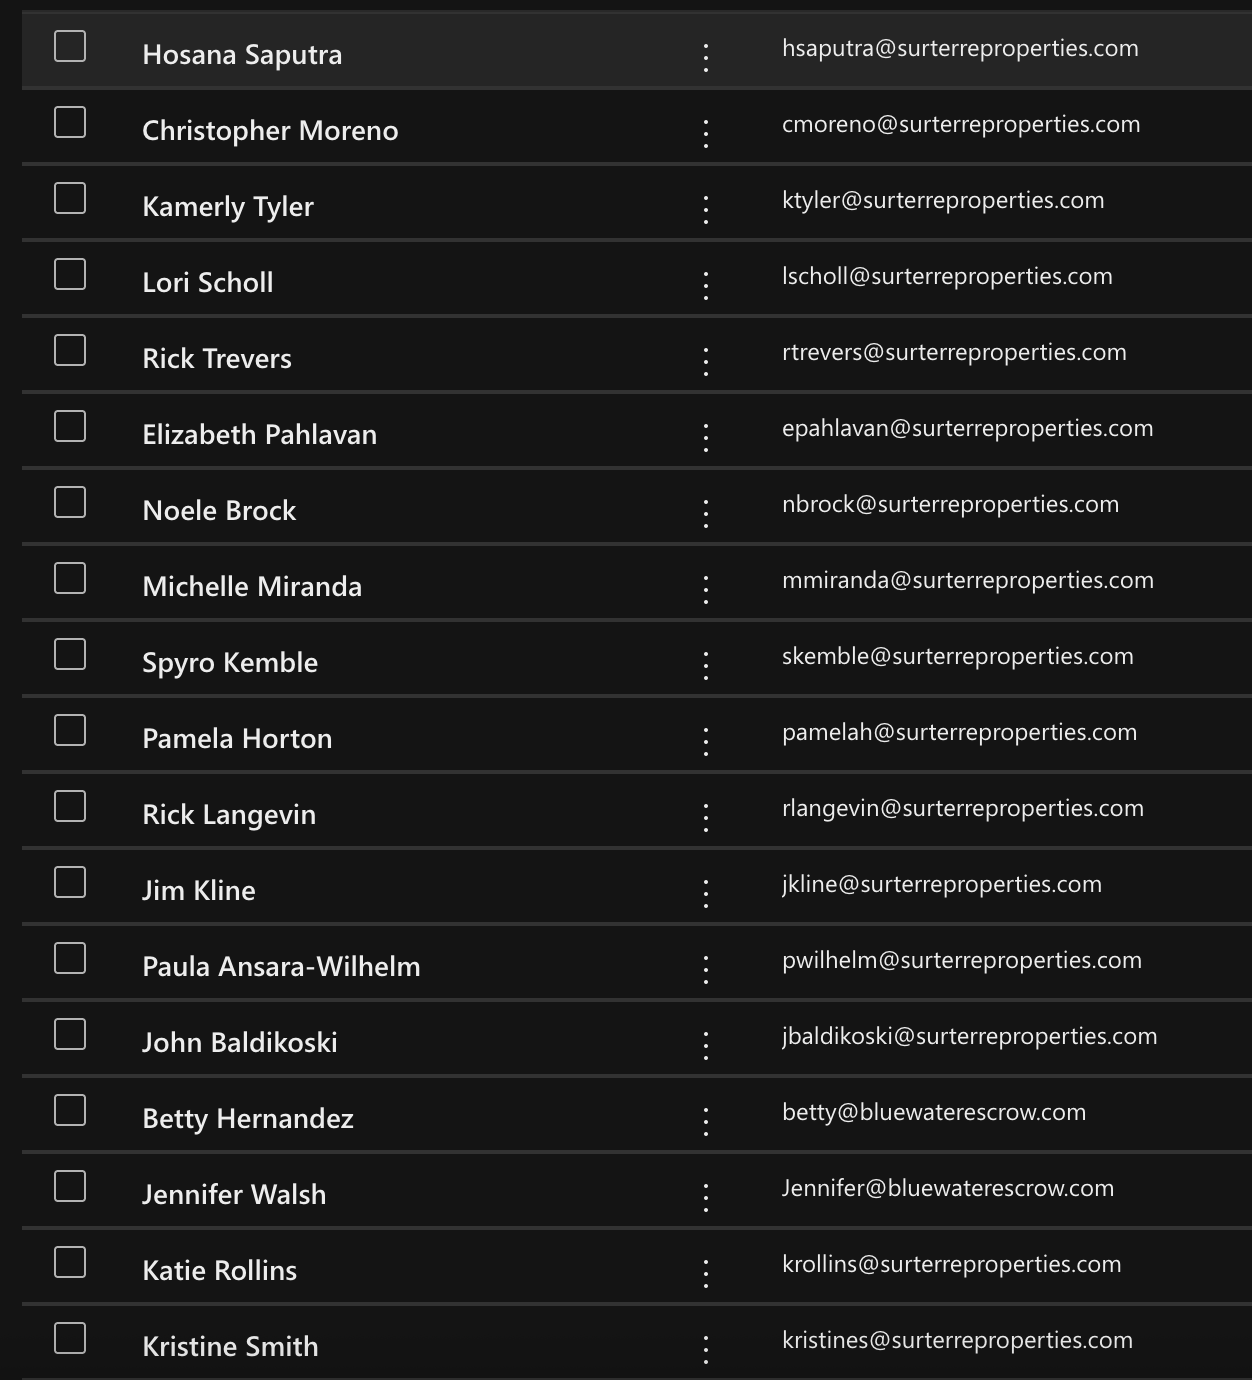 Hosana Saputra hsaputra@surterreproperties.com
Christopher Moreno cmoreno@surterreproperties.com
Kamerly Tyler ktyler@surterreproperties.com
Lori Scholl lscholl@surterreproperties.com
Rick Trevers rtrevers@surterreproperties.com
Elizabeth Pahlavan epahlavan@surterreproperties.com
Noele Brock nbrock@surterreproperties.com
Michelle Miranda mmiranda@surterreproperties.com
Spyro Kemble skemble@surterreproperties.com
Pamela Horton pamelah@surterreproperties.com
Rick Langevin rlangevin@surterreproperties.com
Jim Kline jkline@surterreproperties.com
Paula Ansara-Wilhelm pwilhelm@surterreproperties.com
John Baldikoski jbaldikoski@surterreproperties.com
Betty Hernandez betty@bluewaterescrow.com
Jennifer Walsh Jennifer@bluewaterescrow.com
Katie Rollins krollins@surterreproperties.com
Kristine Smith kristines@surterreproperties.com